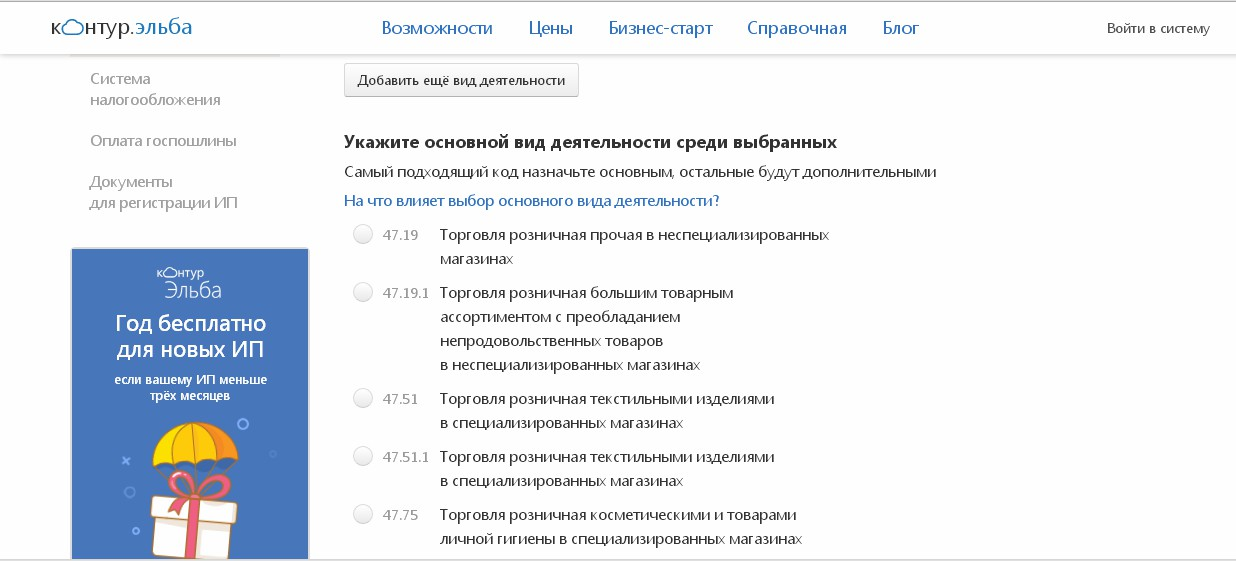 контур.эльба
Возможности Цены Бизнес-старт Справочная Блог Войти в систему
Система
налогообложения
Оплата госпошлины
Документы
для регистрации ИП
контур
Эльба
Год бесплатно
для новых ИП
если вашему ИП меньше
трёх месяцев
Добавить ещё вид деятельности
Укажите основной вид деятельности среди выбранных
Самый подходящий код назначьте основным, остальные будут дополнительными
На что влияет выбор основного вида деятельности?
47.19 Торговля розничная прочая в неспециализированных
магазинах
47.19.1 Торговля розничная большим товарным
ассортиментом с преобладанием
непродовольственных товаров
в неспециализированных магазинах
47.51 Торговля розничная текстильными изделиями
в специализированных магазинах
47.51.1 Торговля розничная текстильными изделиями
в специализированных магазинах
47.75 Торговля розничная косметическими и товарами
личной гигиены в специализированных магазинах